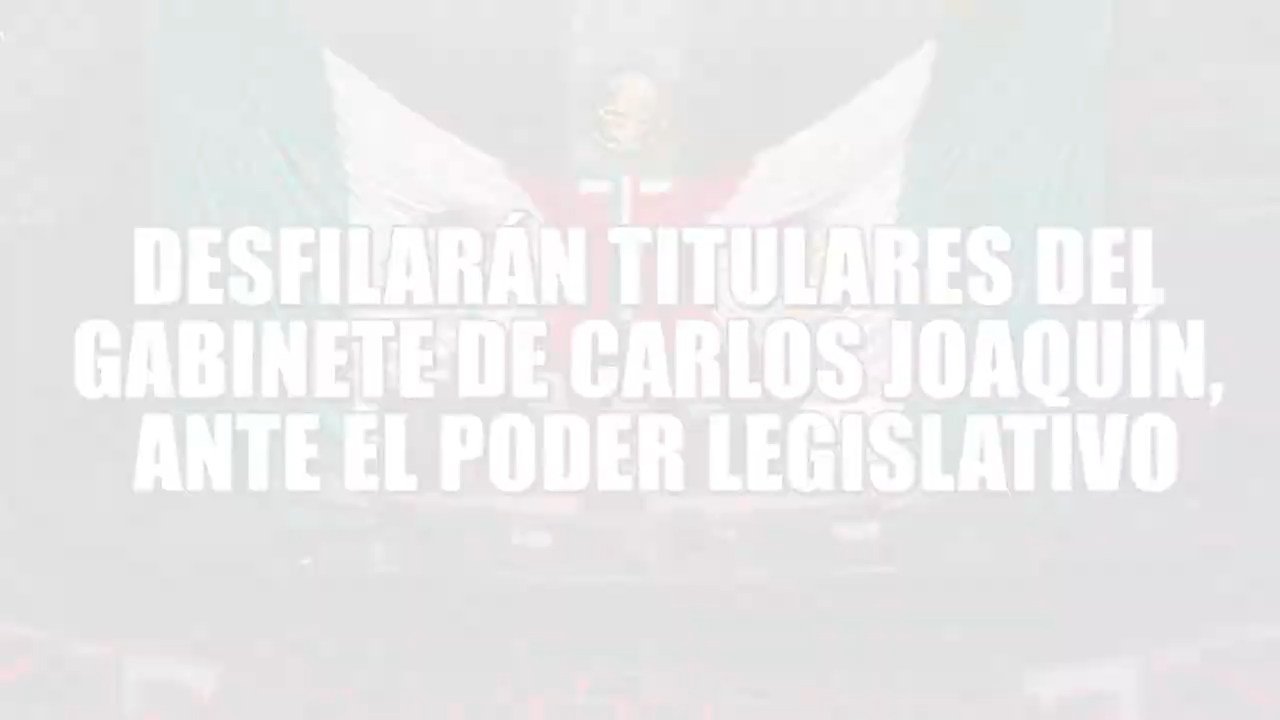 DESFILARÁN TITULARES DEL
GABINETE DE CARLOS JOAQUÍN,
ANTE EL PODER LEGISLATIVO